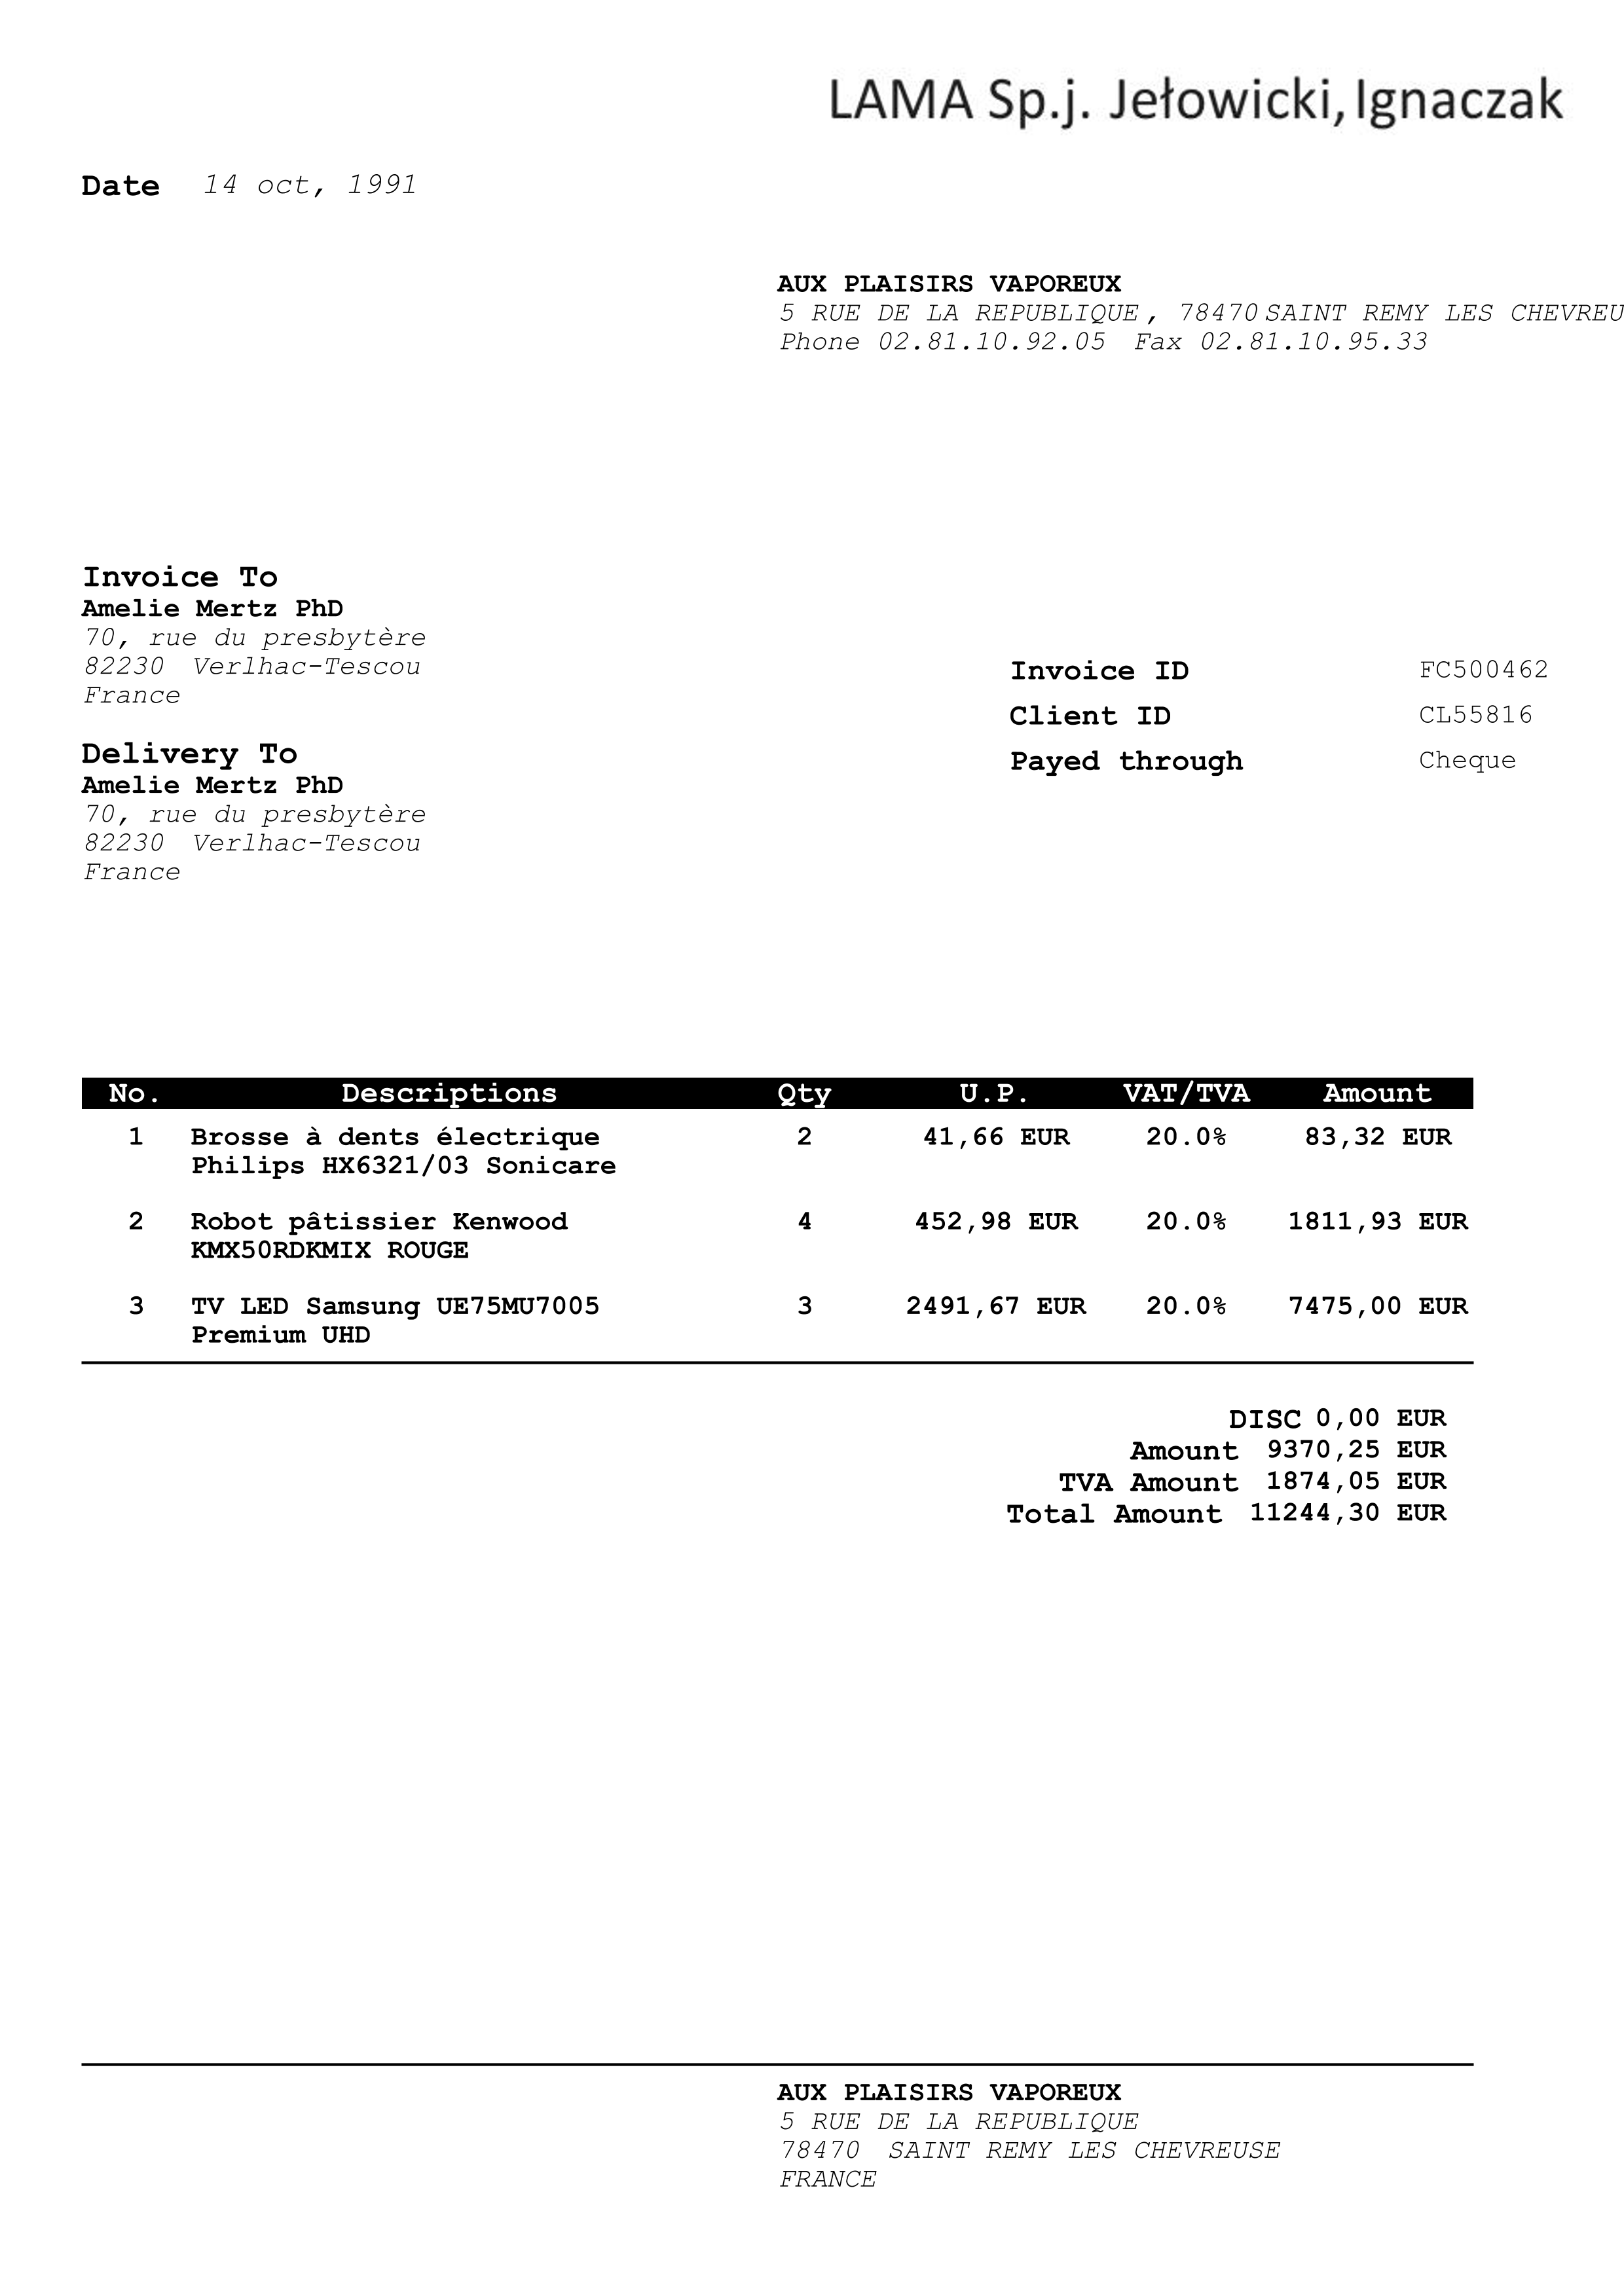 LAMA Sp.j. Jełowicki, Ignaczak
Date 14 oct, 1991
AUX PLAISIRS VAPOREUX
5 RUE DE LA REPUBLIQUE, 78470 SAINT REMY LES CHEVREU
Phone 02.81.10.92.05 Fax 02.81.10.95.33
Invoice To
Amelie Mertz PhD
70, rue du presbytère
82230 Verlhac-Tescou
France
Invoice ID FC500462
Client ID CL55816
Payed through Cheque
Delivery To
Amelie Mertz PhD
70, rue du presbytère
82230 Verlhac-Tescou
France
No. Descriptions Qty U.P. VAT/TVA Amount
1 Brosse à dents électrique 2 41,66 EUR 20.0% 83,32 EUR
Philips HX6321/03 Sonicare
2 Robot pâtissier Kenwood 4 452,98 EUR 20.0% 1811,93 EUR
KMX50RDKMIX ROUGE
3 TV LED Samsung UE75MU7005 3 2491,67 EUR 20.0% 7475,00 EUR
Premium UHD
DISC 0,00 EUR
Amount 9370,25 EUR
TVA Amount 1874,05 EUR
Total Amount 11244,30 EUR
AUX PLAISIRS VAPOREUX
5 RUE DE LA REPUBLIQUE
78470 SAINT REMY LES CHEVREUSE
FRANCE